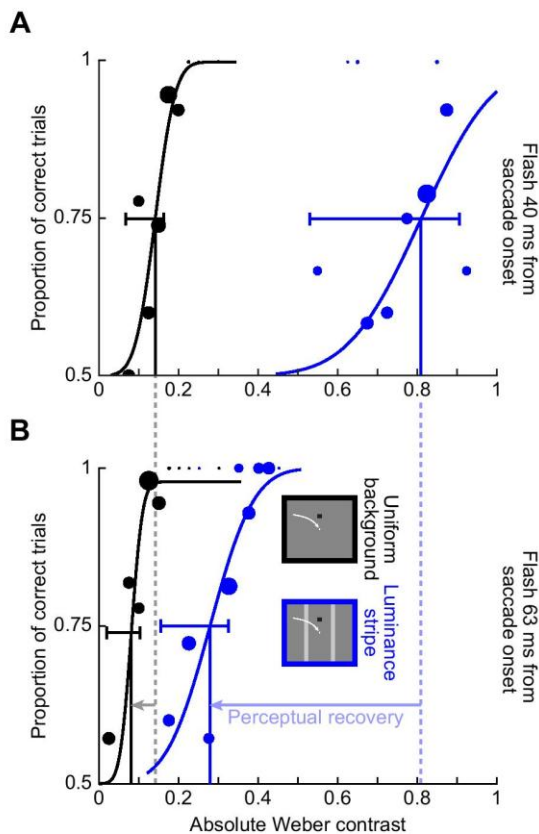 A
Proportion of correct trials
1
0.75
0.5
0
0.2
0.4
0.6
0.8
1
Flash 40 ms from
saccade onset
B
Proportion of correct trials
1
0.75
0.5
Uniform
background
Luminance
stripe
Perceptual recovery
Flash 63 ms from
saccade onset
0
0.2
0.4
0.6
0.8
1
Absolute Weber contrast